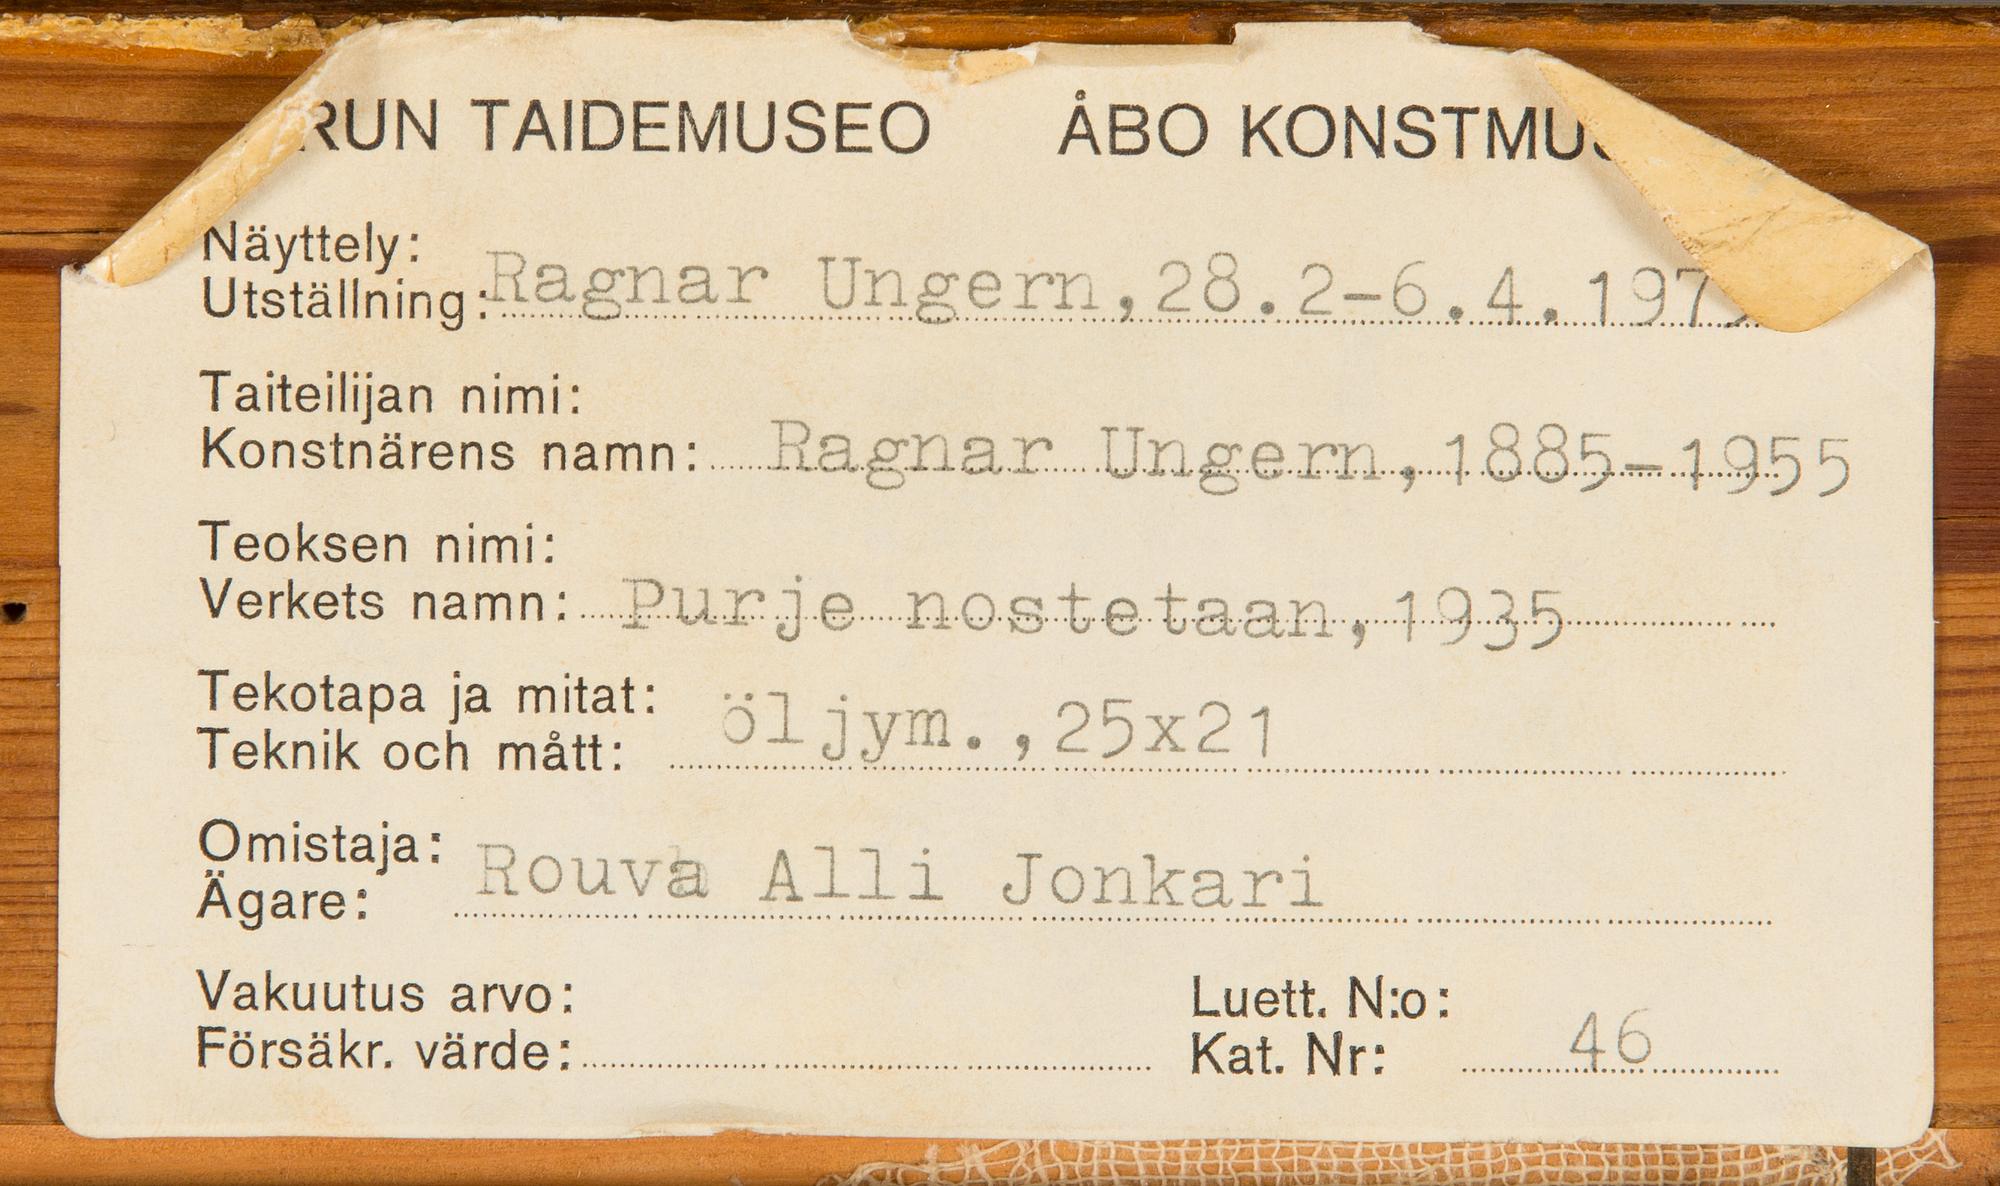 RUN TAIDEMUSEO ÅBO KONSTMUS
Näyttely:
Utställning: Ragnar Ungern,28.2-6.4.197
Taiteilijan nimi:
Konstnärens namn: Ragnar Ungern,1885-1955
Teoksen nimi:
Verkets namn: Purje nostetaan,1935
Tekotapa ja mitat:
Teknik och mått: öljym.,25x21
Omistaja:
Ägare: Rouva Alli Jonkari
Vakuutus arvo:
Försäkr. värde:
Luett. N:o:
Kat. Nr: 46